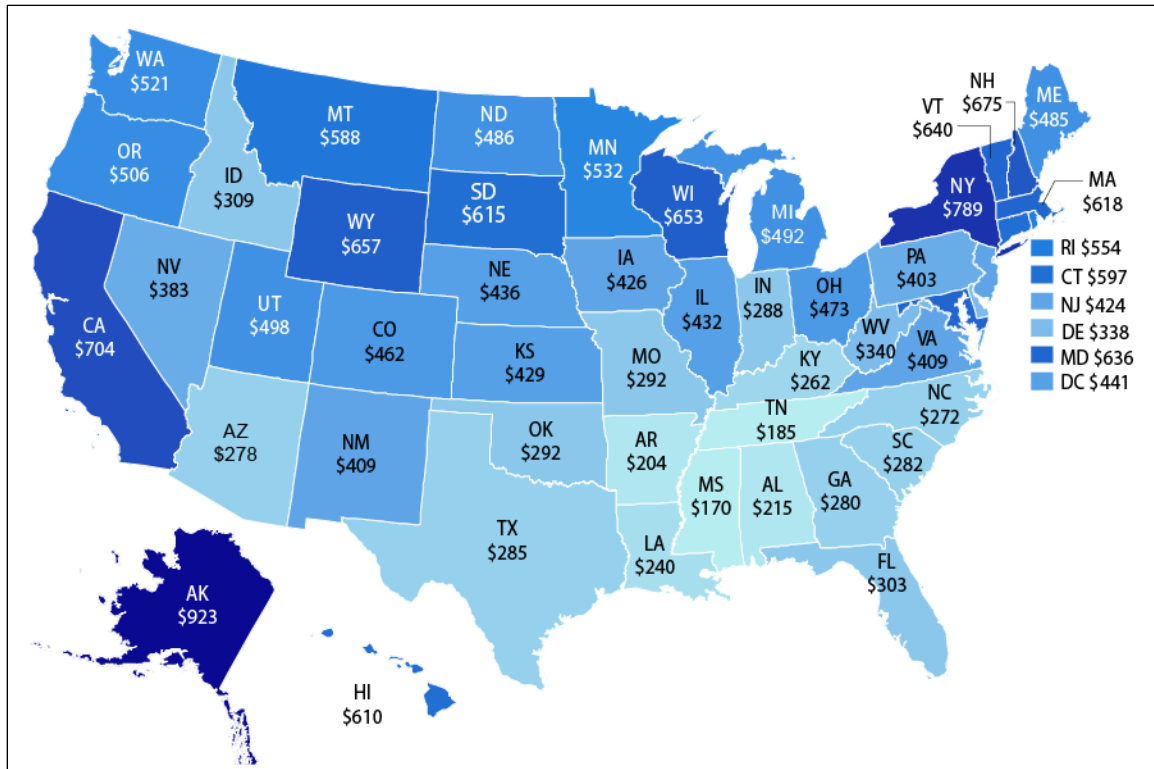 WA
$521
OR
$506
CA
$704
ID
$309
NV
$383
MT
$588
WY
$657
UT
$498
CO
$462
AZ
$278
NM
$409
ND
$486
SD
$615
NE
$436
KS
$429
OK
$292
TX
$285
MN
$532
IA
$426
MO
$292
AR
$204
LA
$240
WI
$653
IL
$432
MI
$492
IN
$288
OH
$473
KY
$262
TN
$185
MS
$170
AL
$215
GA
$280
FL
$303
SC
$282
NC
$272
WV
$340
VA
$409
PA
$403
NY
$789
VT
$640
NH
$675
ME
$485
MA
$618
RI $554
CT $597
NJ $424
DE $338
MD $636
DC $441
AK
$923
HI
$610